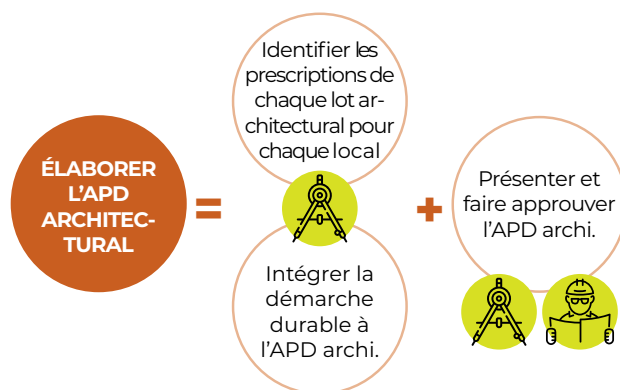 ÉLABORER
L'APD
ARCHITEC-
TURAL
=
Identifier les
prescriptions de
chaque lot ar-
chitectural pour
chaque local
Intégrer la
démarche
durable à
l'APD archi.
+
Présenter et
faire approuver
l'APD archi.